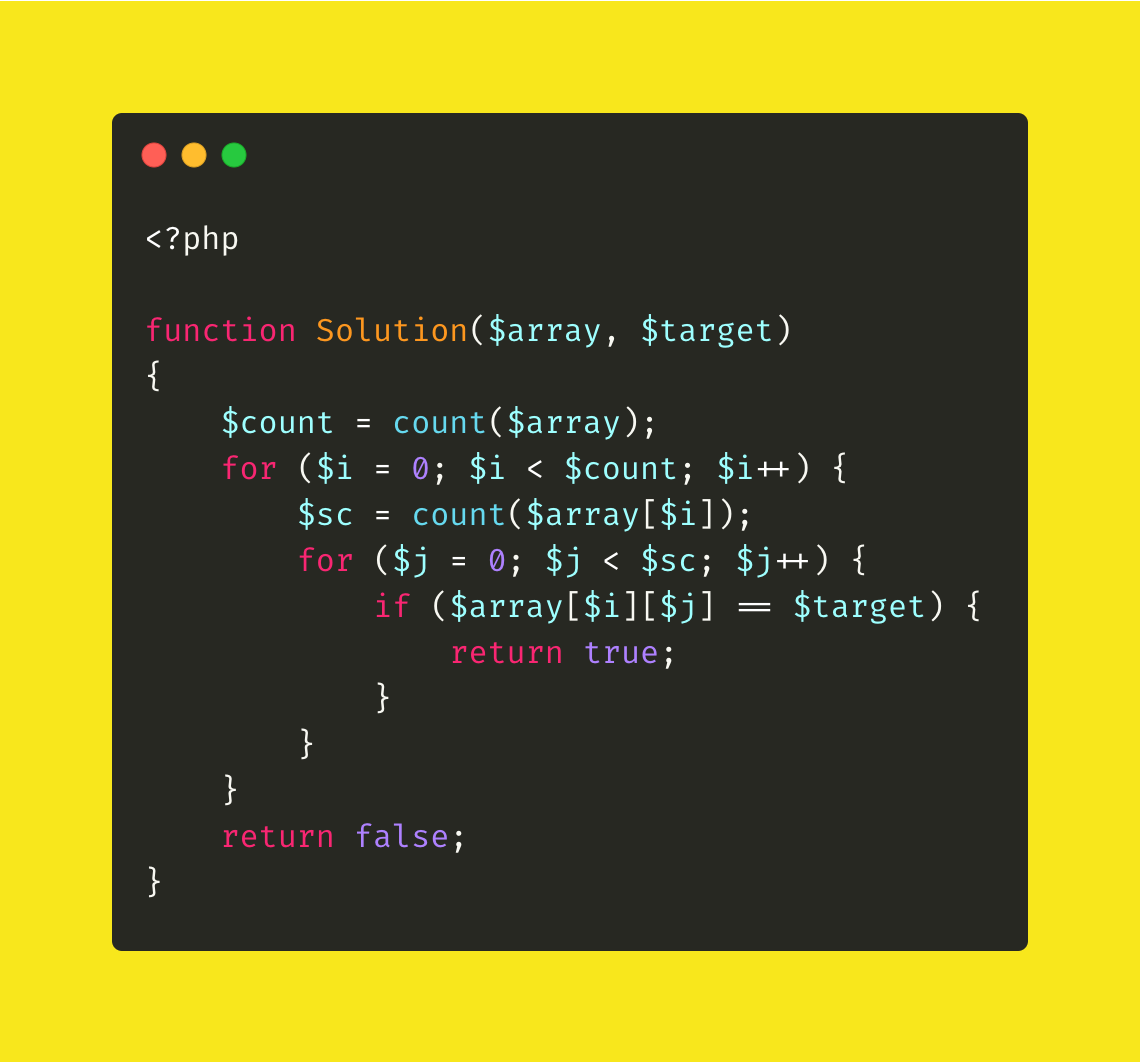 <?php
function Solution($array, $target)
{
    $count = count($array);
    for ($i = 0; $i < $count; $i++) {
        $sc = count($array[$i]);
        for ($j = 0; $j < $sc; $j++) {
            if ($array[$i][$j] == $target) {
                return true;
            }
        }
    }
    return false;
}